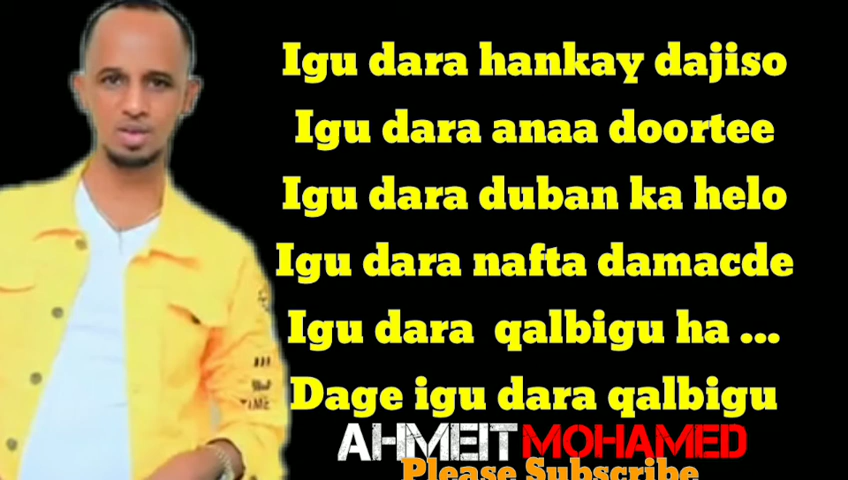 Igu dara hankay dajiso
Igu dara anaa doortee
Igu dara duban ka helo
Igu dara nafta damacde
Igu dara qalbigu ha ...
Dage igu dara qalbigu
AHMEIT MOHAMED
Please Subscribe
TIME